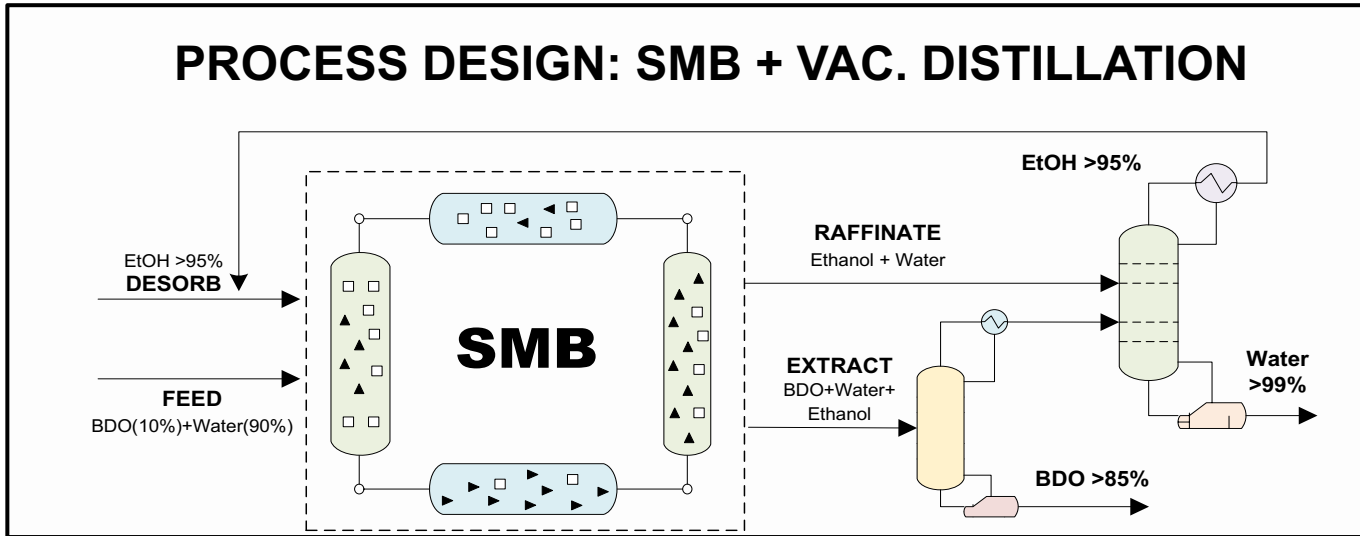 PROCESS DESIGN: SMB + VAC. DISTILLATION
EtOH >95%
EtOH >95%
DESORB
RAFFINATE
Ethanol + Water
SMB
FEED
BDO(10%)+Water(90%)
EXTRACT
BDO+Water+
Ethanol
Water
>99%
BDO >85%